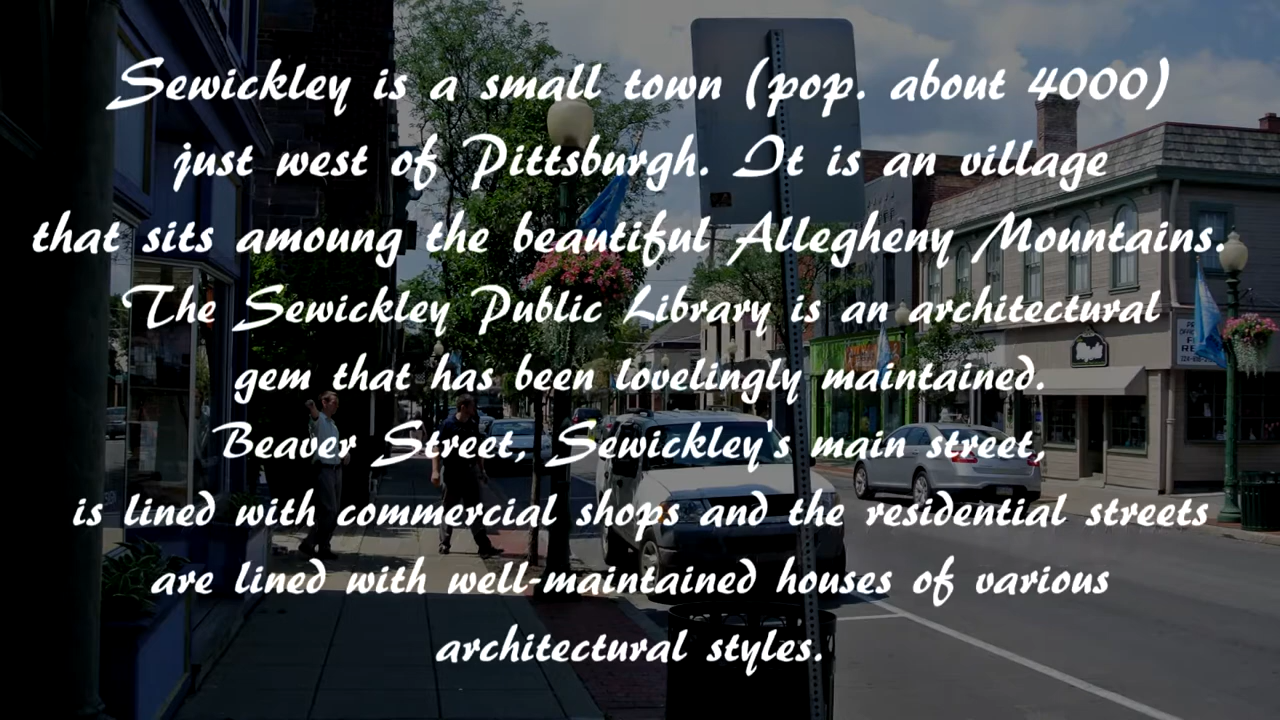 Sewickley is a small town (pop. about 4000)
just west of Pittsburgh. It is an village
that sits amoung the beautiful Allegheny Mountains.
The Sewickley Public Library is an architectural
gem that has been lovelingly maintained.
Beaver Street, Sewickley's main street,
is lined with commercial shops and the residential streets
are lined with well-maintained houses of various
architectural styles.